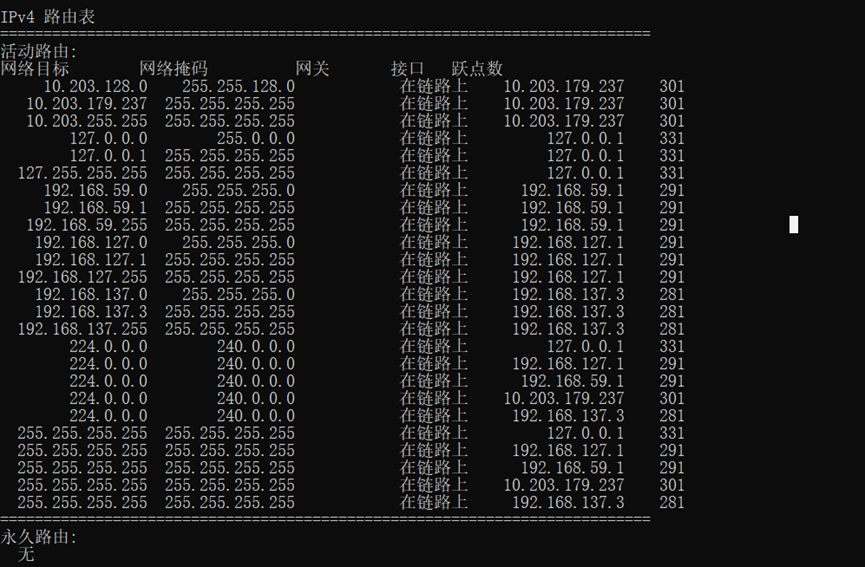 IPv4 路由表
===========================================================================
活动路由:
网络目标 网络掩码 网关 接口 跃点数
10.203.128.0 255.255.128.0 在链路上 10.203.179.237 301
10.203.179.237 255.255.255.255 在链路上 10.203.179.237 301
10.203.255.255 255.255.255.255 在链路上 10.203.179.237 301
127.0.0.0 255.0.0.0 在链路上 127.0.0.1 331
127.0.0.1 255.255.255.255 在链路上 127.0.0.1 331
127.255.255.255 255.255.255.255 在链路上 127.0.0.1 331
192.168.59.0 255.255.255.0 在链路上 192.168.59.1 291
192.168.59.1 255.255.255.255 在链路上 192.168.59.1 291
192.168.59.255 255.255.255.255 在链路上 192.168.59.1 291
192.168.127.0 255.255.255.0 在链路上 192.168.127.1 291
192.168.127.1 255.255.255.255 在链路上 192.168.127.1 291
192.168.127.255 255.255.255.255 在链路上 192.168.127.1 291
192.168.137.0 255.255.255.0 在链路上 192.168.137.3 281
192.168.137.3 255.255.255.255 在链路上 192.168.137.3 281
192.168.137.255 255.255.255.255 在链路上 192.168.137.3 281
224.0.0.0 240.0.0.0 在链路上 127.0.0.1 331
224.0.0.0 240.0.0.0 在链路上 192.168.127.1 291
224.0.0.0 240.0.0.0 在链路上 192.168.59.1 291
224.0.0.0 240.0.0.0 在链路上 10.203.179.237 301
224.0.0.0 240.0.0.0 在链路上 192.168.137.3 281
255.255.255.255 255.255.255.255 在链路上 127.0.0.1 331
255.255.255.255 255.255.255.255 在链路上 192.168.127.1 291
255.255.255.255 255.255.255.255 在链路上 192.168.59.1 291
255.255.255.255 255.255.255.255 在链路上 10.203.179.237 301
255.255.255.255 255.255.255.255 在链路上 192.168.137.3 281
===========================================================================
永久路由:
无